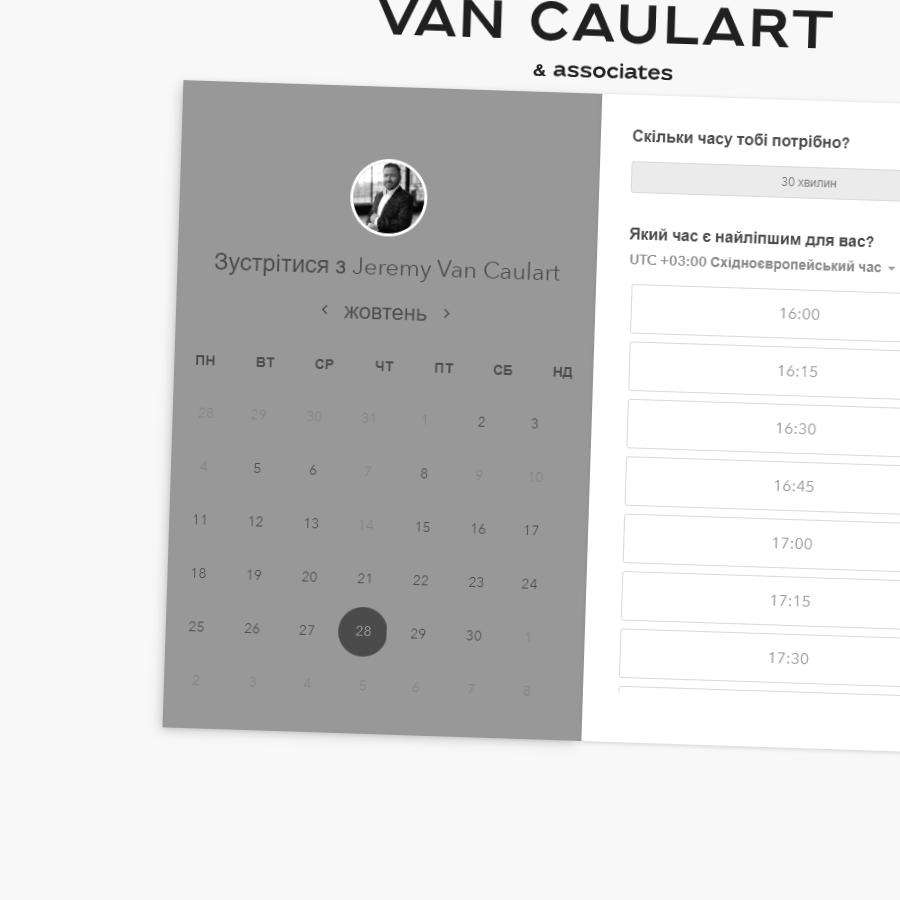 VAN CAULART
& associates
Зустрітися з Jeremy Van Caulart
жовтень
ПН ВТ СР ЧТ ПТ СБ НД
28 29 30 31 1 2 3
4 5 6 7 8 9 10
11 12 13 14 15 16 17
18 19 20 21 22 23 24
25 26 27 28 29 30 1
2 3 4 5 6 7 8
Скільки часу тобі потрібно?
30 хвилин
Який час є найліпшим для вас?
UTC +03:00 Східноєвропейський час
16:00
16:15
16:30
16:45
17:00
17:15
17:30